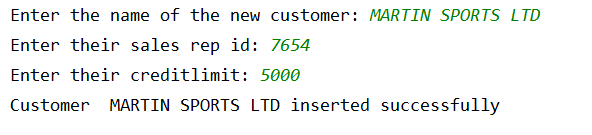 Enter the name of the new customer: MARTIN SPORTS LTD
Enter their sales rep id: 7654
Enter their creditlimit: 5000
Customer  MARTIN SPORTS LTD inserted successfully